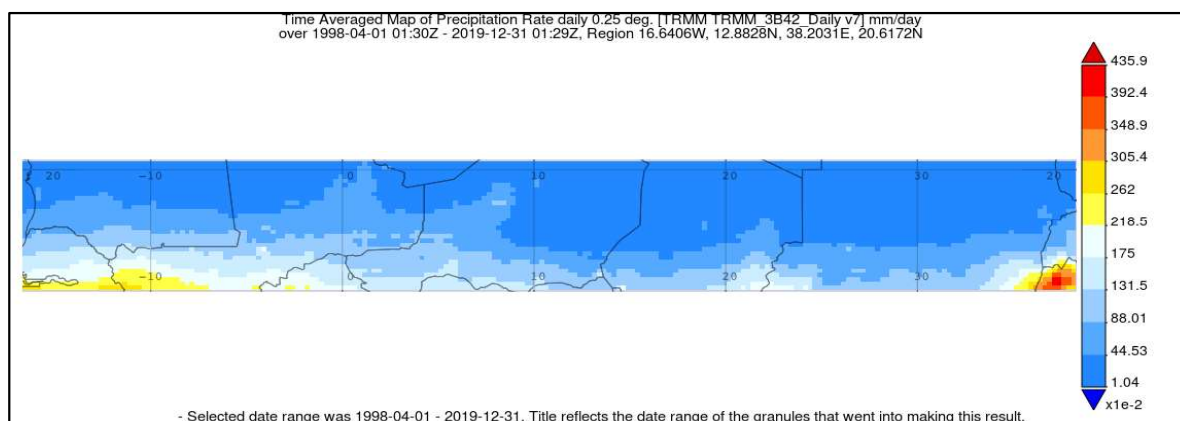 Time Averaged Map of Precipitation Rate daily 0.25 deg. [TRMM TRMM_3B42_Daily v7] mm/day
over 1998-04-01 01:30Z - 2019-12-31 01:29Z, Region 16.6406W, 12.8828N, 38.2031E, 20.6172N
435.9
392.4
348.9
305.4
262
218.5
175
131.5
88.01
44.53
1.04
x1e-2
20 -10 0 10 20 30 20
-10 0 10 20 30
- Selected date range was 1998-04-01 - 2019-12-31. Title reflects the date range of the granules that went into making this result.